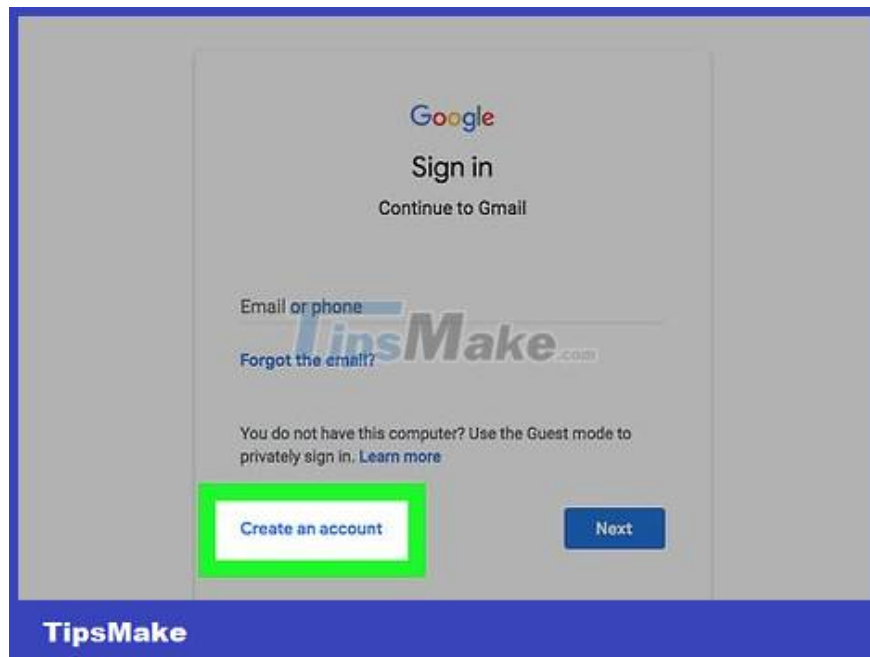 Google
Sign in
Continue to Gmail
Email or phone
TipsMake.com
Forgot the email?
You do not have this computer? Use the Guest mode to
privately sign in. Learn more
Create an account
Next
TipsMake